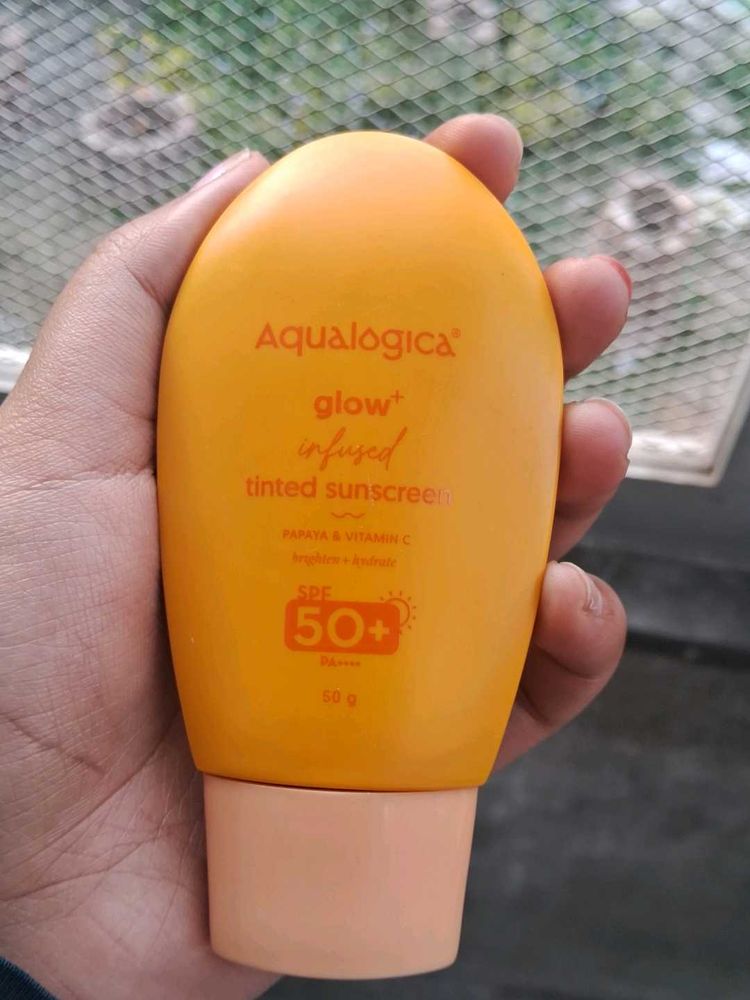 Aqualogica®
glow+
infused
tinted sunscreen
PAPAYA & VITAMIN C
brighten + hydrate
SPF
50+
PA++++
50 g